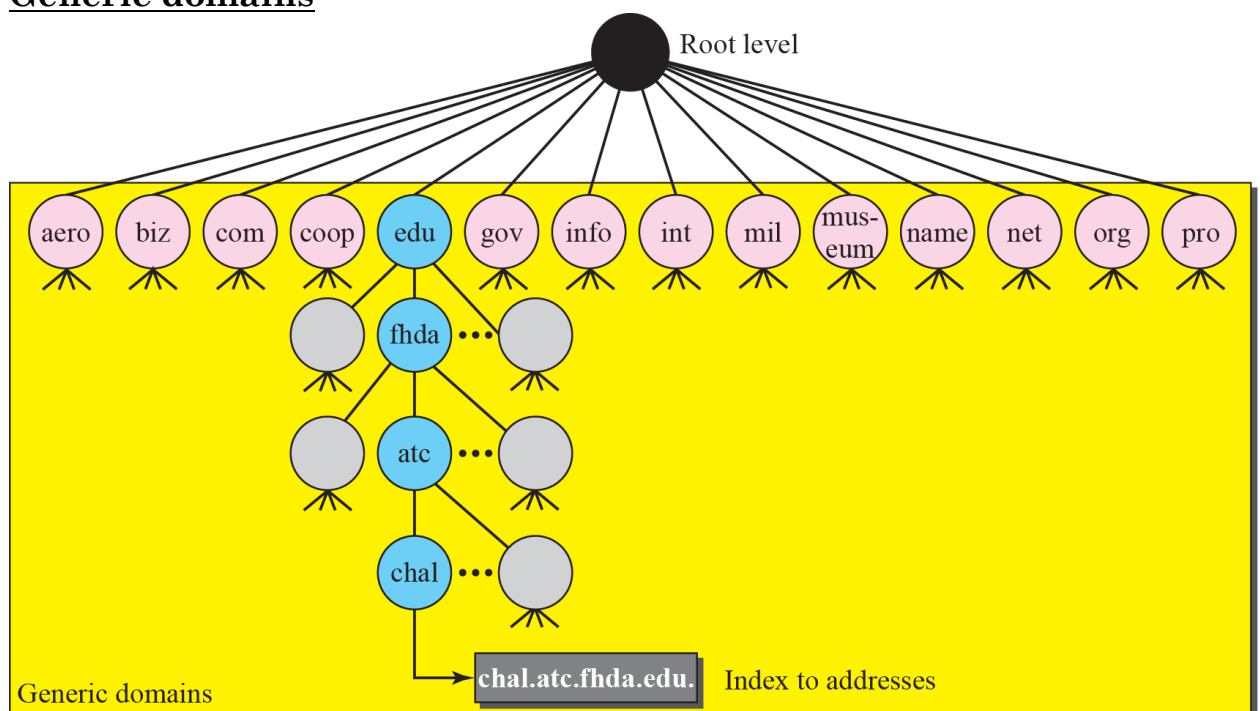 Generic domains
Root level
aero biz com coop edu gov info int mil mus-
eum name net org pro
fhda
atc
chal
chal.atc.fhda.edu. Index to addresses
Generic domains